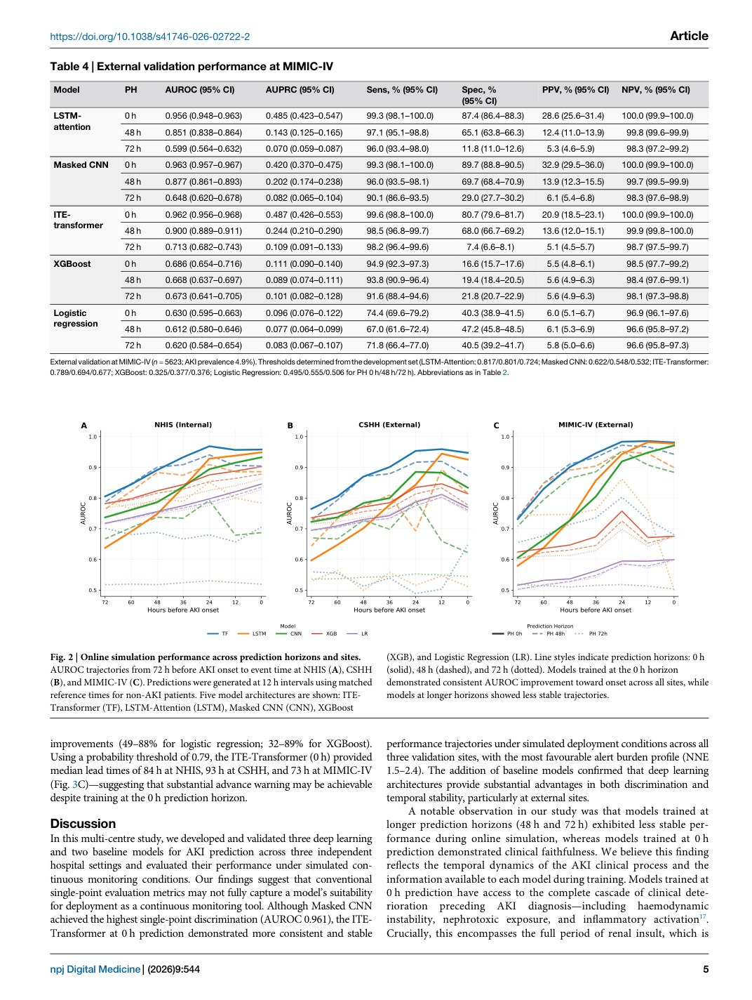 https://doi.org/10.1038/s41746-026-02722-2 Article
Table 4 | External validation performance at MIMIC-IV
Model PH AUROC (95% CI) AUPRC (95% CI) Sens, % (95% CI) Spec, % (95% CI) PPV, % (95% CI) NPV, % (95% CI)
LSTM-attention 0 h 0.956 (0.948–0.963) 0.485 (0.423–0.547) 99.3 (98.1–100.0) 87.4 (86.4–88.3) 28.6 (25.6–31.4) 100.0 (99.9–100.0)
48 h 0.851 (0.838–0.864) 0.143 (0.125–0.165) 97.1 (95.1–98.8) 65.1 (63.8–66.3) 12.4 (11.0–13.9) 99.8 (99.6–99.9)
72 h 0.599 (0.564–0.632) 0.070 (0.059–0.087) 96.0 (93.4–98.0) 11.8 (11.0–12.6) 5.3 (4.6–5.9) 98.3 (97.2–99.2)
Masked CNN 0 h 0.963 (0.957–0.967) 0.420 (0.370–0.475) 99.3 (98.1–100.0) 89.7 (88.8–90.5) 32.9 (29.5–36.0) 100.0 (99.9–100.0)
48 h 0.877 (0.861–0.893) 0.202 (0.174–0.238) 96.0 (93.5–98.1) 69.7 (68.4–70.9) 13.9 (12.3–15.5) 99.7 (99.5–99.9)
72 h 0.648 (0.620–0.678) 0.082 (0.065–0.104) 90.1 (86.6–93.5) 29.0 (27.7–30.2) 6.1 (5.4–6.8) 98.3 (97.6–98.9)
ITE-transformer 0 h 0.962 (0.956–0.968) 0.487 (0.426–0.553) 99.6 (98.8–100.0) 80.7 (79.6–81.7) 20.9 (18.5–23.1) 100.0 (99.9–100.0)
48 h 0.900 (0.889–0.911) 0.244 (0.210–0.290) 98.5 (96.8–99.7) 68.0 (66.7–69.2) 13.6 (12.0–15.1) 99.9 (99.8–100.0)
72 h 0.713 (0.682–0.743) 0.109 (0.091–0.133) 98.2 (96.4–99.6) 7.4 (6.6–8.1) 5.1 (4.5–5.7) 98.7 (97.5–99.7)
XGBoost 0 h 0.686 (0.654–0.716) 0.111 (0.090–0.140) 94.9 (92.3–97.3) 16.6 (15.7–17.6) 5.5 (4.8–6.1) 98.5 (97.7–99.2)
48 h 0.668 (0.637–0.697) 0.089 (0.074–0.111) 93.8 (90.9–96.4) 19.4 (18.4–20.5) 5.6 (4.9–6.3) 98.4 (97.6–99.1)
72 h 0.673 (0.641–0.705) 0.101 (0.082–0.128) 91.6 (88.4–94.6) 21.8 (20.7–22.9) 5.6 (4.9–6.3) 98.1 (97.3–98.8)
Logistic regression 0 h 0.630 (0.595–0.663) 0.096 (0.076–0.122) 74.4 (69.6–79.2) 40.3 (38.9–41.5) 6.0 (5.1–6.7) 96.9 (96.1–97.6)
48 h 0.612 (0.580–0.646) 0.077 (0.064–0.099) 67.0 (61.6–72.4) 47.2 (45.8–48.5) 6.1 (5.3–6.9) 96.6 (95.8–97.2)
72 h 0.620 (0.584–0.654) 0.083 (0.067–0.107) 71.8 (66.4–77.0) 40.5 (39.2–41.7) 5.8 (5.0–6.6) 96.6 (95.8–97.3)
External validation at MIMIC-IV (n = 5623; AKI prevalence 4.9%). Thresholds determined from the development set (LSTM-Attention: 0.817/0.801/0.724; Masked CNN: 0.622/0.548/0.532; ITE-Transformer:
0.789/0.694/0.677; XGBoost: 0.325/0.377/0.376; Logistic Regression: 0.495/0.555/0.506 for PH 0 h/48 h/72 h). Abbreviations as in Table 2.
A NHIS (Internal)
1.0
0.9
0.8
0.7
0.6
0.5
AUROC
72 60 48 36 24 12 0
Hours before AKI onset
B CSHH (External)
1.0
0.9
0.8
0.7
0.6
0.5
AUROC
72 60 48 36 24 12 0
Hours before AKI onset
C MIMIC-IV (External)
1.0
0.9
0.8
0.7
0.6
0.5
AUROC
72 60 48 36 24 12 0
Hours before AKI onset
Model
TF LSTM CNN XGB LR
Prediction Horizon
PH 0h PH 48h PH 72h
Fig. 2 | Online simulation performance across prediction horizons and sites.
AUROC trajectories from 72 h before AKI onset to event time at NHIS (A), CSHH
(B), and MIMIC-IV (C). Predictions were generated at 12 h intervals using matched
reference times for non-AKI patients. Five model architectures are shown: ITE-
Transformer (TF), LSTM-Attention (LSTM), Masked CNN (CNN), XGBoost
(XGB), and Logistic Regression (LR). Line styles indicate prediction horizons: 0 h
(solid), 48 h (dashed), and 72 h (dotted). Models trained at the 0 h horizon
demonstrated consistent AUROC improvement toward onset across all sites, while
models at longer horizons showed less stable trajectories.
improvements (49–88% for logistic regression; 32–89% for XGBoost).
Using a probability threshold of 0.79, the ITE-Transformer (0 h) provided
median lead times of 84 h at NHIS, 93 h at CSHH, and 73 h at MIMIC-IV
(Fig. 3C)—suggesting that substantial advance warning may be achievable
despite training at the 0 h prediction horizon.
Discussion
In this multi-centre study, we developed and validated three deep learning
and two baseline models for AKI prediction across three independent
hospital settings and evaluated their performance under simulated con-
tinuous monitoring conditions. Our findings suggest that conventional
single-point evaluation metrics may not fully capture a model's suitability
for deployment as a continuous monitoring tool. Although Masked CNN
achieved the highest single-point discrimination (AUROC 0.961), the ITE-
Transformer at 0 h prediction demonstrated more consistent and stable
performance trajectories under simulated deployment conditions across all
three validation sites, with the most favourable alert burden profile (NNE
1.5–2.4). The addition of baseline models confirmed that deep learning
architectures provide substantial advantages in both discrimination and
temporal stability, particularly at external sites.
A notable observation in our study was that models trained at
longer prediction horizons (48 h and 72 h) exhibited less stable per-
formance during online simulation, whereas models trained at 0 h
prediction demonstrated clinical faithfulness. We believe this finding
reflects the temporal dynamics of the AKI clinical process and the
information available to each model during training. Models trained at
0 h prediction have access to the complete cascade of clinical dete-
rioration preceding AKI diagnosis—including haemodynamic
instability, nephrotoxic exposure, and inflammatory activation17.
Crucially, this encompasses the full period of renal insult, which is
npj Digital Medicine | (2026)9:544 5